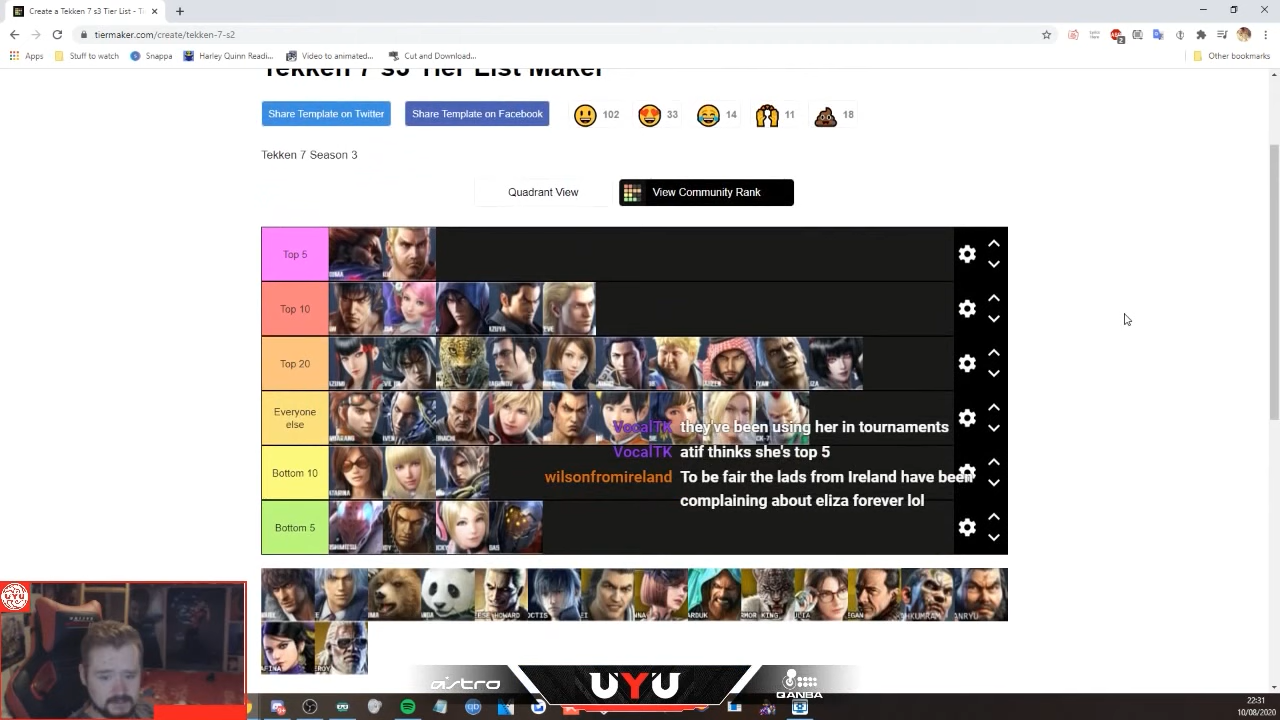 Create a Tekken 7 s3 Tier List - Ti
tiermaker.com/create/tekken-7-s2
Apps
Stuff to watch
Snappa
Harley Quinn Readi...
Video to animated...
Cut and Download...
Other bookmarks
Tekken 7 s3 Tier List Maker
Share Template on Twitter
Share Template on Facebook
102
33
14
11
18
Tekken 7 Season 3
Quadrant View
View Community Rank
Top 5
Top 10
Top 20
Everyone
else
Bottom 10
Bottom 5
VocalTK they've been using her in tournaments
VocalTK atif thinks she's top 5
wilsonfromireland To be fair the lads from Ireland have been
complaining about eliza forever lol
astro
UYU
QANBA
22:31
10/08/2020